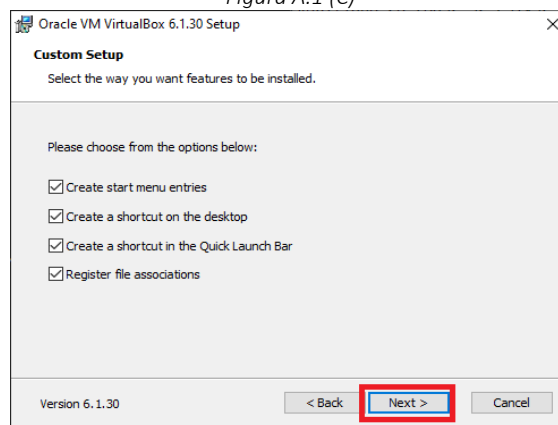 Figura A.1 (c)
Oracle VM VirtualBox 6.1.30 Setup
Custom Setup
Select the way you want features to be installed.
Please choose from the options below:
Create start menu entries
Create a shortcut on the desktop
Create a shortcut in the Quick Launch Bar
Register file associations
Version 6.1.30
< Back Next > Cancel